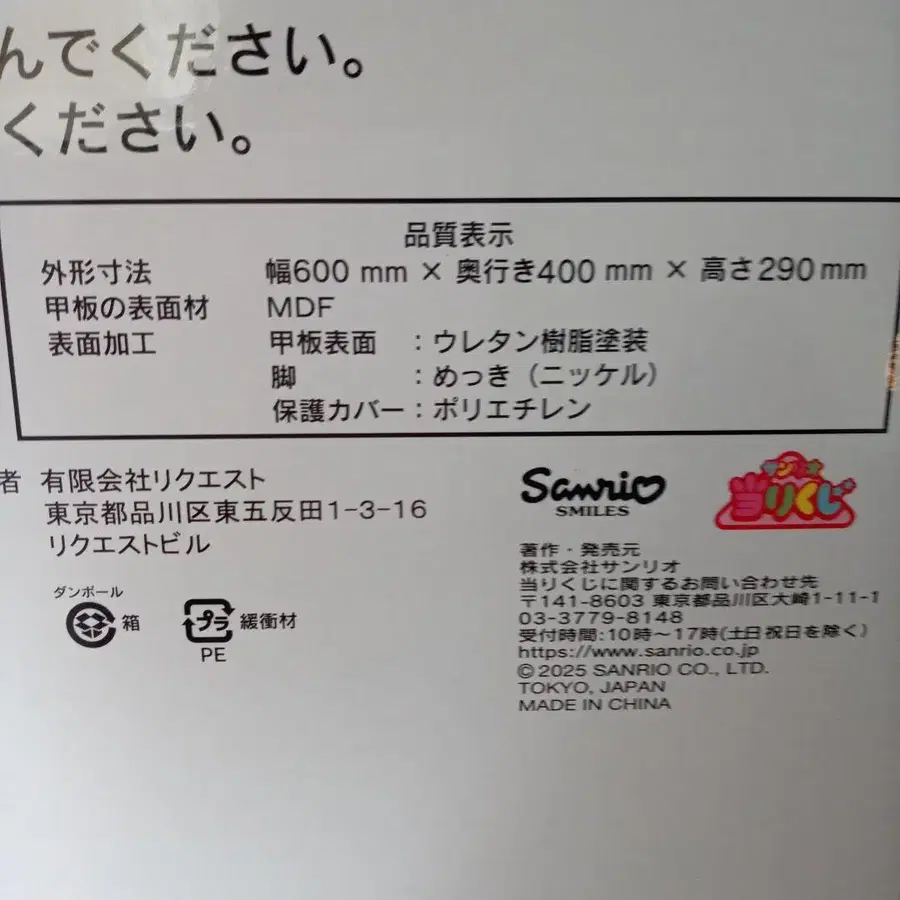 んでください。
ください。
品質表示
外形寸法 幅600 mm × 奥行き400 mm × 高さ290 mm
甲板の表面材 MDF
表面加工 甲板表面 : ウレタン樹脂塗装
脚 : めっき (ニッケル)
保護カバー : ポリエチレン
者 有限会社リクエスト
東京都品川区東五反田1-3-16
リクエストビル
ダンボール
箱
プラ 緩衝材
PE
Sanrio
SMILES
サンリオ
当りくじ
著作・発売元
株式会社サンリオ
当りくじに関するお問い合わせ先
〒141-8603 東京都品川区大崎1-11-1
03-3779-8148
受付時間:10時~17時(土日祝日を除く)
https://www.sanrio.co.jp
© 2025 SANRIO CO., LTD.
TOKYO, JAPAN
MADE IN CHINA